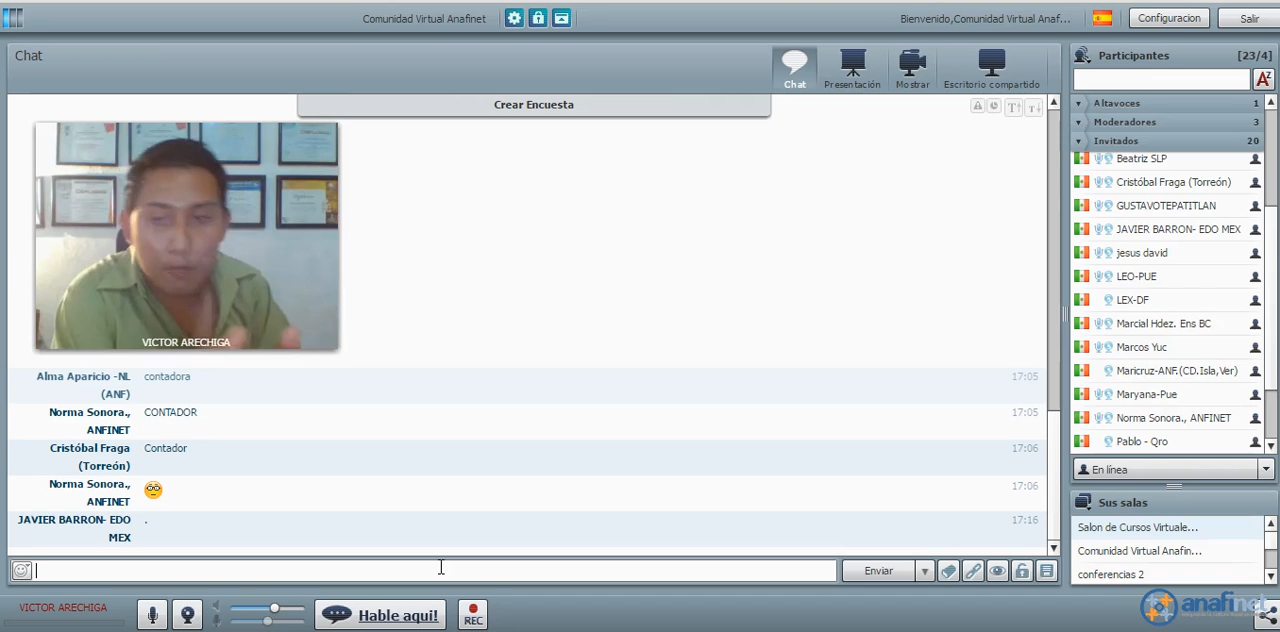 Comunidad Virtual Anafinet
Bienvenido,Comunidad Virtual Anaf...
Configuracion
Salir
Chat
Chat
Presentación
Mostrar
Escritorio compartido
Crear Encuesta
VICTOR ARECHIGA
Alma Aparicio -NL contadora 17:05
(ANF)
Norma Sonora., CONTADOR 17:05
ANFINET
Cristóbal Fraga Contador 17:06
(Torreón)
Norma Sonora., 17:06
ANFINET
JAVIER BARRON- EDO . 17:16
MEX
Enviar
Participantes [23/4]
AZ
Altavoces 1
Moderadores 3
Invitados 20
Beatriz SLP
Cristóbal Fraga (Torreón)
GUSTAVOTEPATITLAN
JAVIER BARRON- EDO MEX
jesus david
LEO-PUE
LEX-DF
Marcial Hdez. Ens BC
Marcos Yuc
Maricruz-ANF.(CD.Isla,Ver)
Maryana-Pue
Norma Sonora., ANFINET
Pablo - Qro
En línea
Sus salas
Salon de Cursos Virtuale...
Comunidad Virtual Anafin...
conferencias 2
VICTOR ARECHIGA
Hable aqui!
REC
anafinet